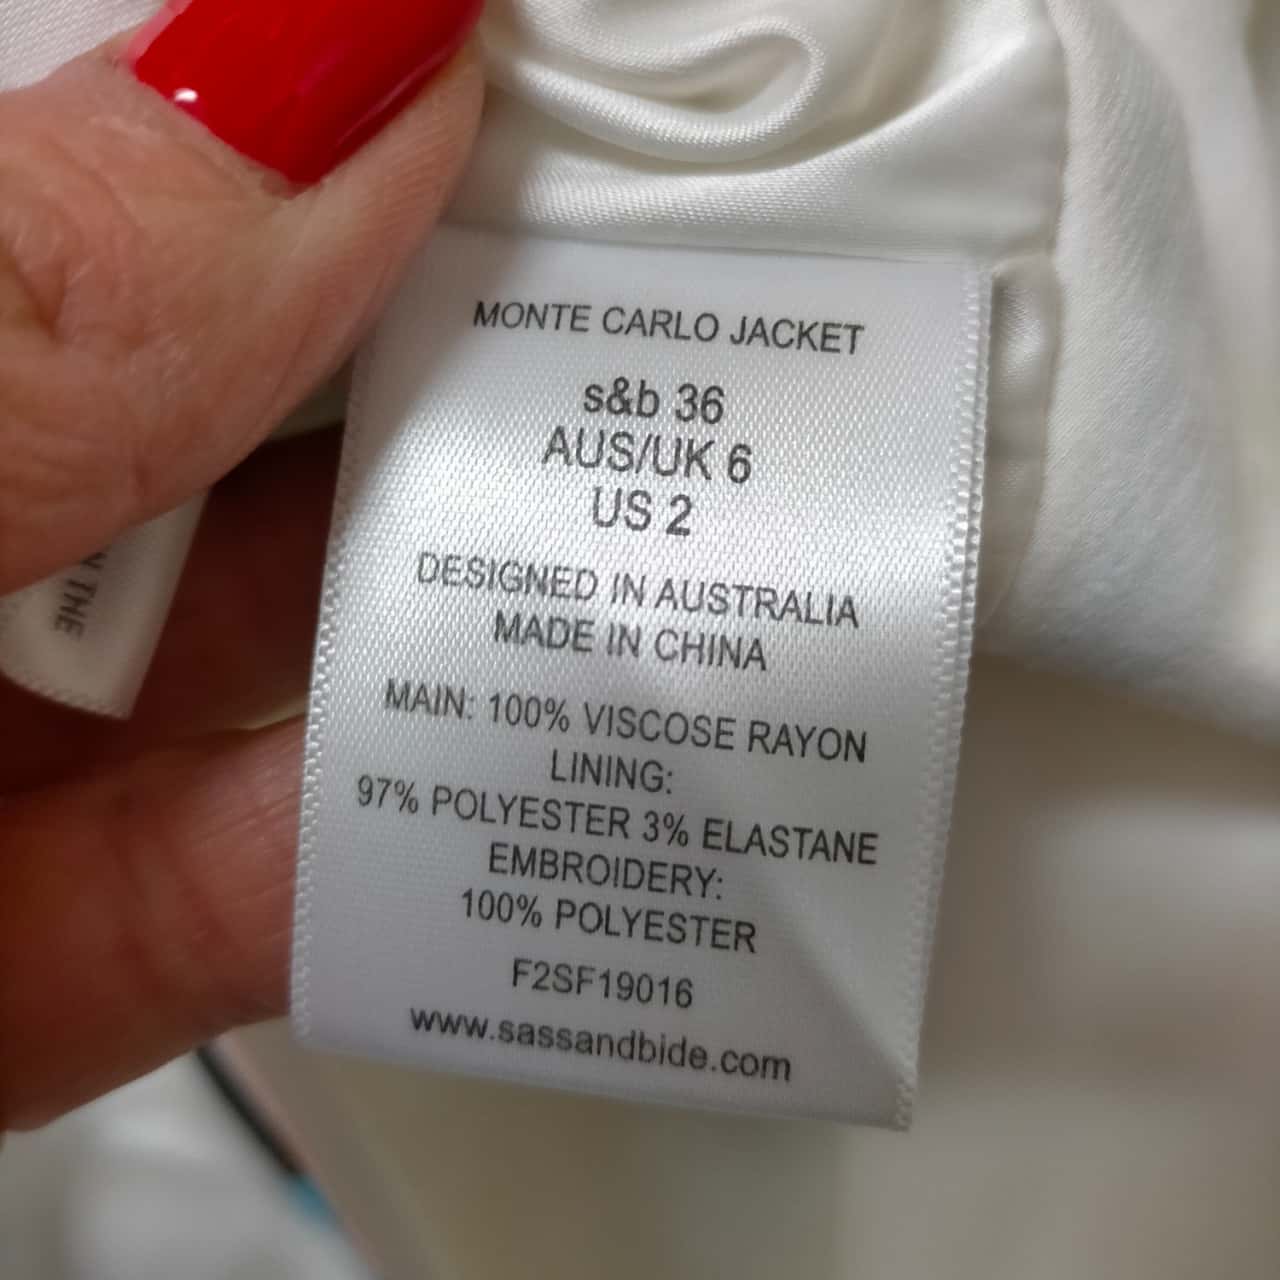 MONTE CARLO JACKET
s&b 36
AUS/UK 6
US 2
DESIGNED IN AUSTRALIA
MADE IN CHINA
MAIN: 100% VISCOSE RAYON
LINING:
97% POLYESTER 3% ELASTANE
EMBROIDERY:
100% POLYESTER
F2SF19016
www.sassandbide.com
THE